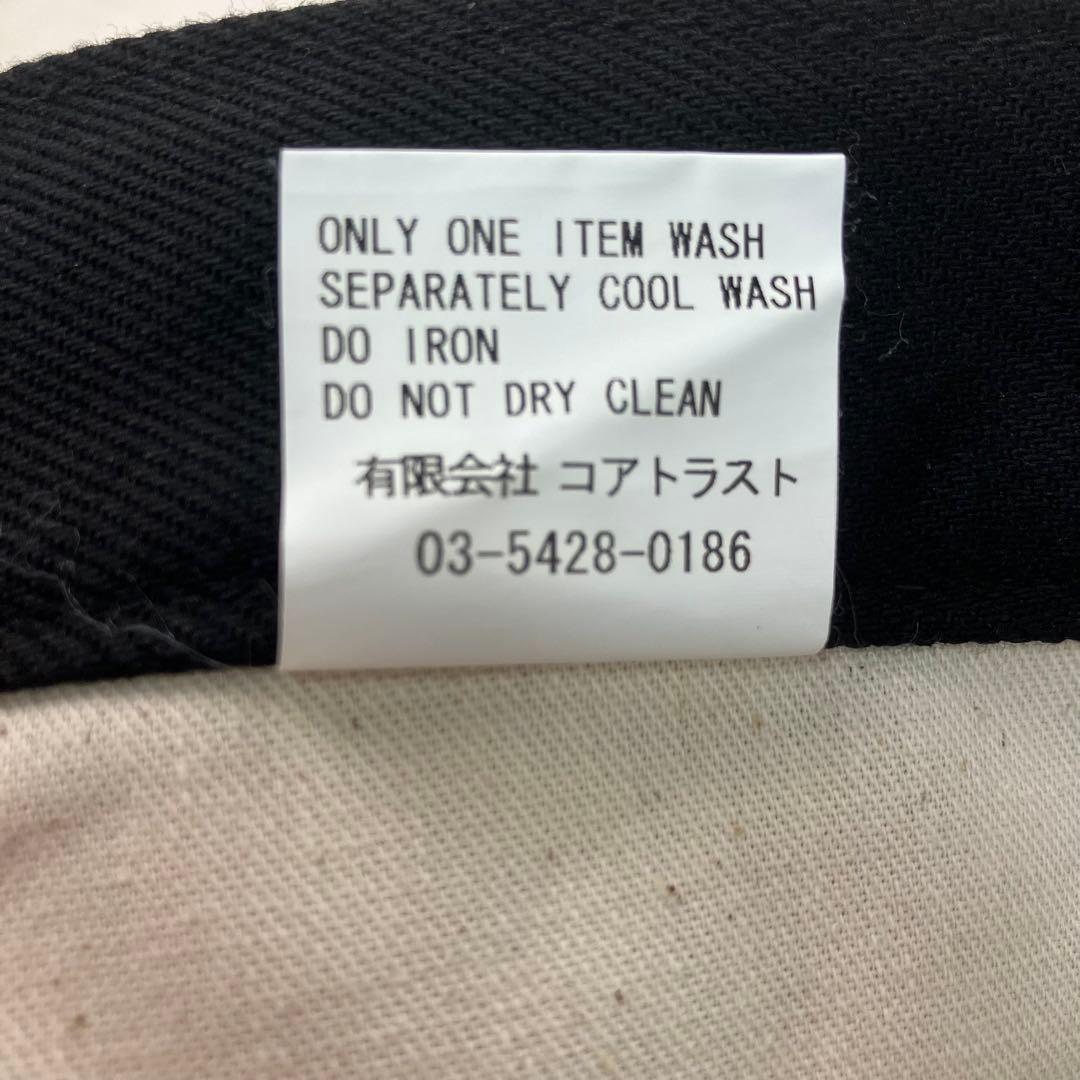 ONLY ONE ITEM WASH
SEPARATELY COOL WASH
DO IRON
DO NOT DRY CLEAN
有限会社 コアトラスト
03-5428-0186